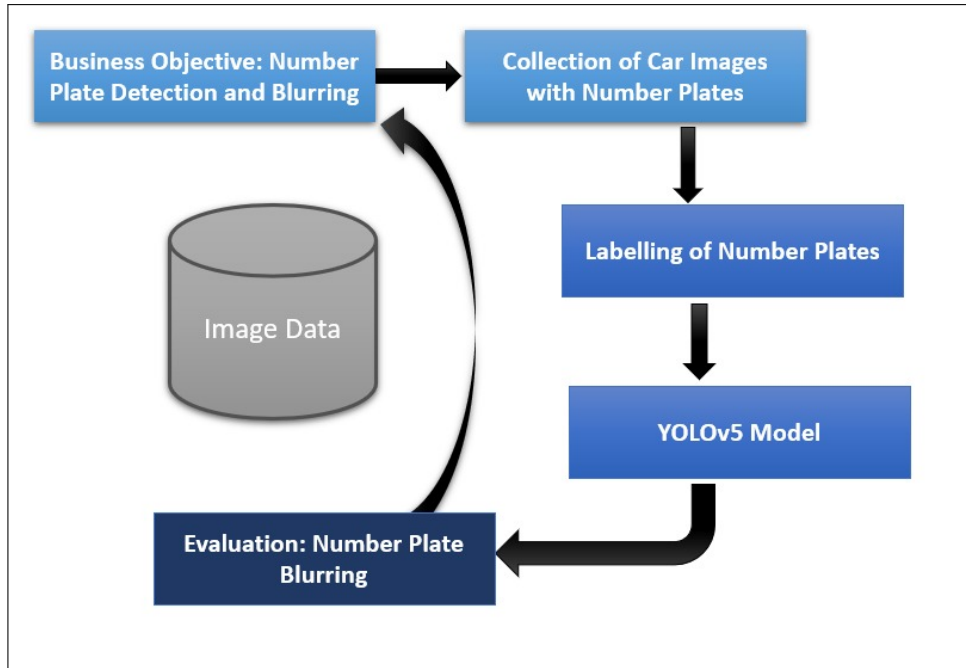 Business Objective: Number
Plate Detection and Blurring
Collection of Car Images
with Number Plates
Labelling of Number Plates
Image Data
YOLOv5 Model
Evaluation: Number Plate
Blurring